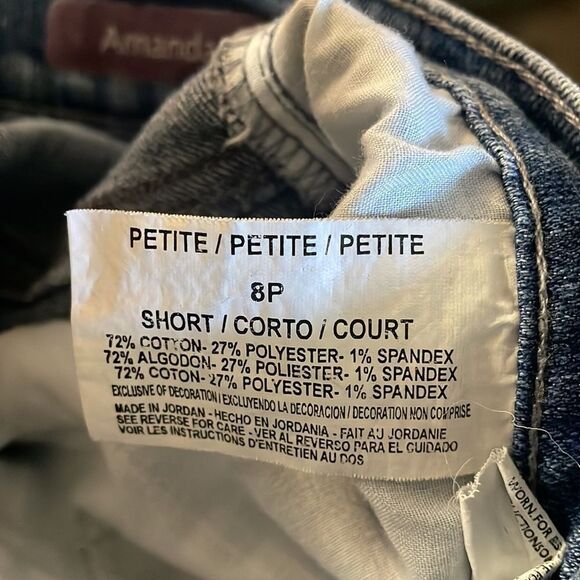 Amanda
PETITE / PETITE / PETITE
8P
SHORT / CORTO / COURT
72% COTTON- 27% POLYESTER- 1% SPANDEX
72% ALGODON- 27% POLIESTER- 1% SPANDEX
72% COTON- 27% POLYESTER- 1% SPANDEX
EXCLUSIVE OF DECORATION / EXCLUYENDO LA DECORACION / DECORATION NON COMPRISE
MADE IN JORDAN - HECHO EN JORDANIA - FAIT AU JORDANIE
SEE REVERSE FOR CARE - VER AL REVERSO PARA EL CUIDADO
VOIR LES INSTRUCTIONS D'ENTRETIEN AU DOS
WORN. FOR